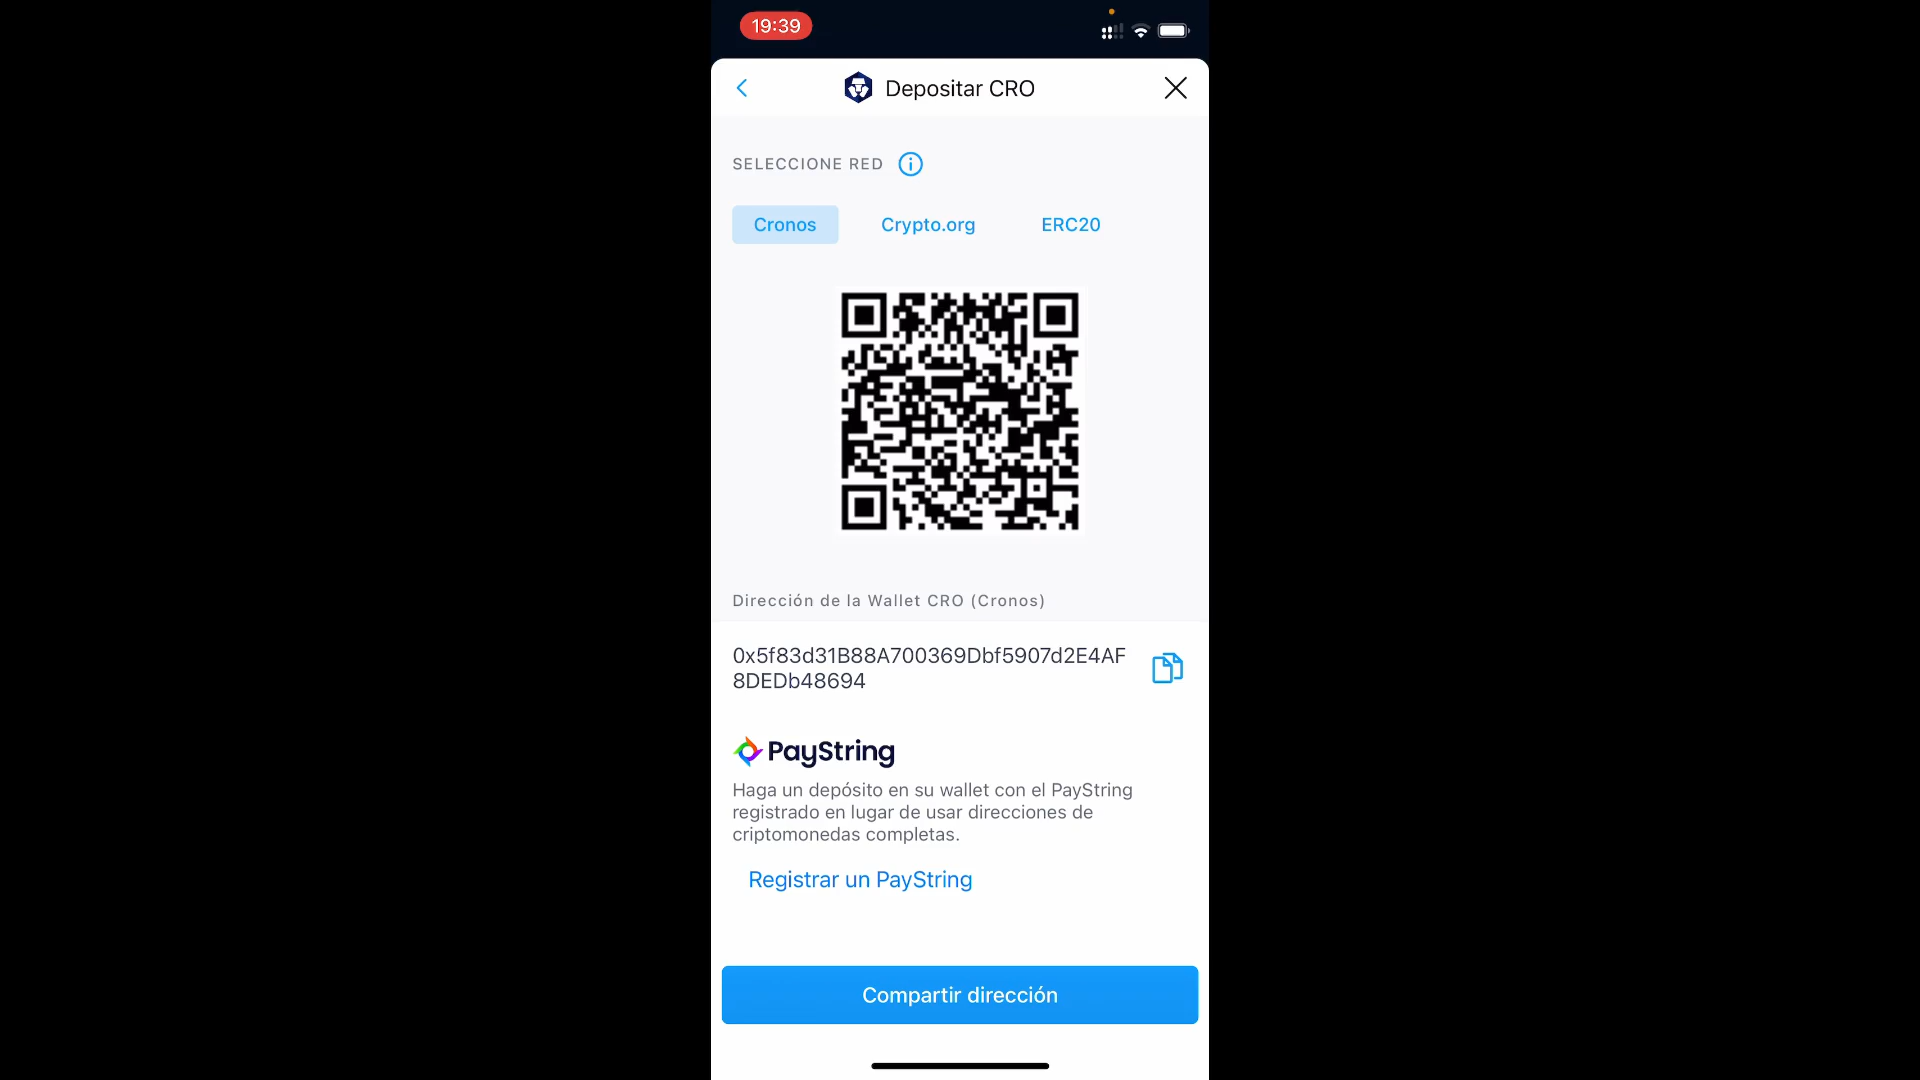 19:39
Depositar CRO
SELECCIONE RED
Cronos
Crypto.org
ERC20
Dirección de la Wallet CRO (Cronos)
0x5f83d31B88A700369Dbf5907d2E4AF
8DEDb48694
PayString
Haga un depósito en su wallet con el PayString
registrado en lugar de usar direcciones de
criptomonedas completas.
Registrar un PayString
Compartir dirección